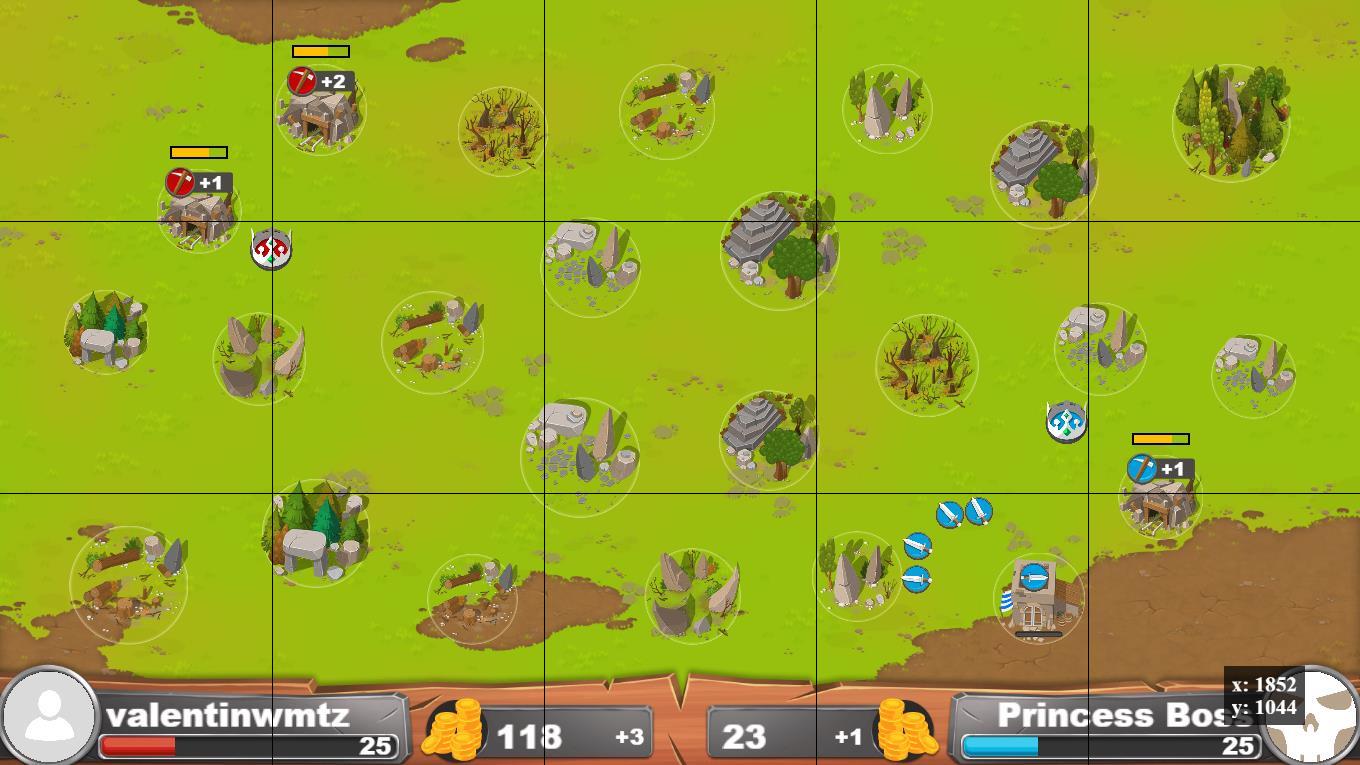 +2
+1
+1
x: 1852
y: 1044
valentinwmtz
25
118
+3
23
+1
Princess Boss
25